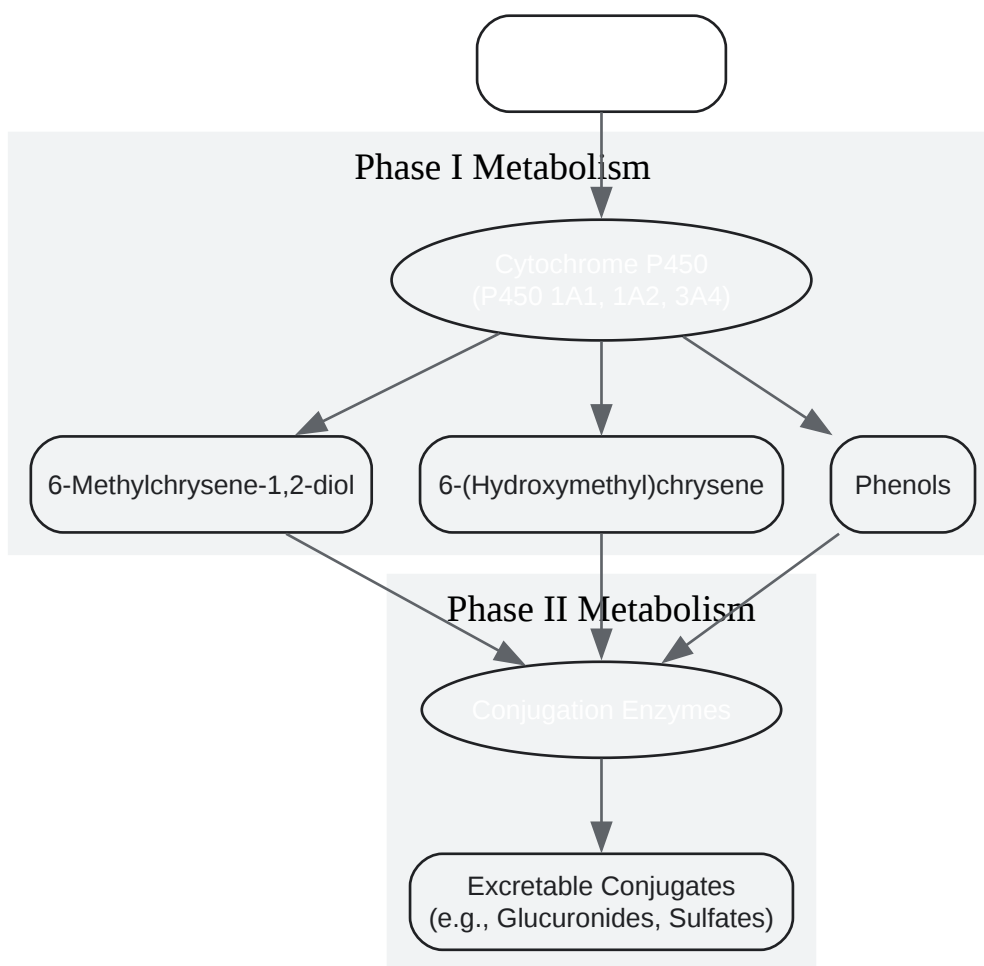 Phase I Metabolism
Cytochrome P450
(P450 1A1, 1A2, 3A4)
6-Methylchrysene-1,2-diol
6-(Hydroxymethyl)chrysene
Phenols
Phase II Metabolism
Conjugation Enzymes
Excretable Conjugates
(e.g., Glucuronides, Sulfates)